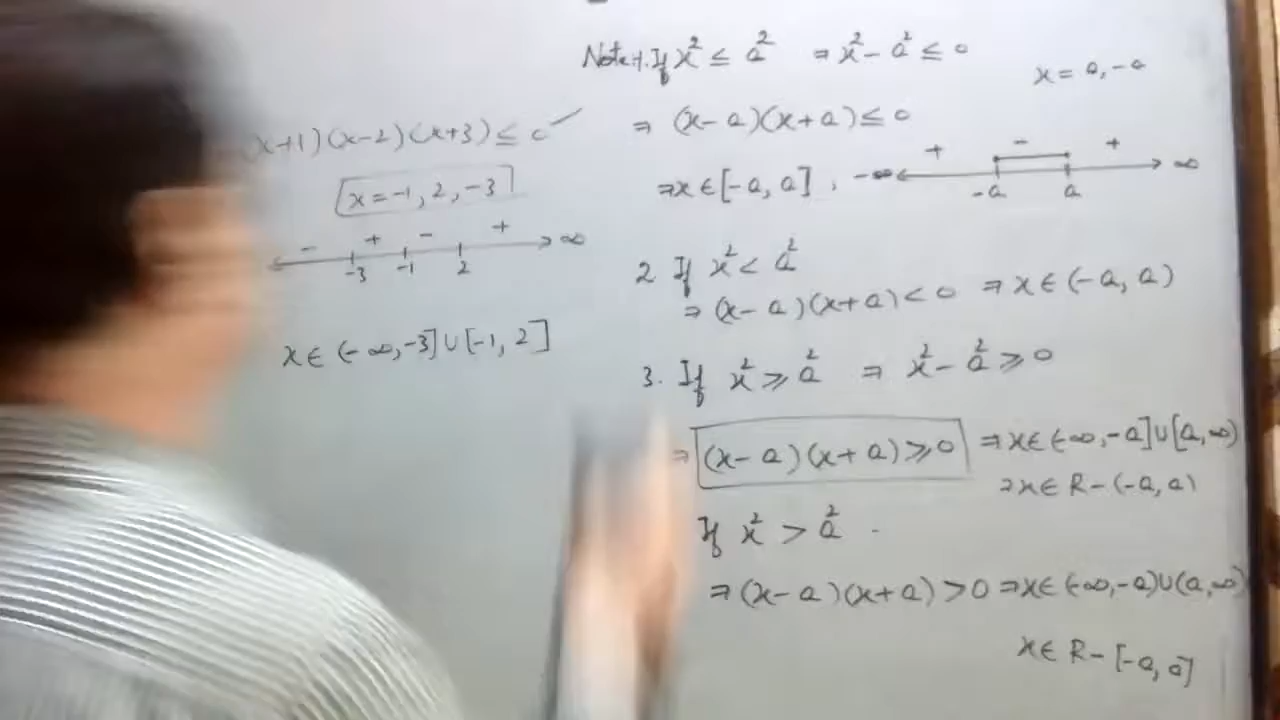 (x+1)(x-2)(x+3) ≤ 0
x = -1, 2, -3
- + - + ∞
-3 -1 2
x ∈ (-∞, -3] ∪ [-1, 2]
Note: 1. If x² ≤ a² ⇒ x² - a² ≤ 0
x = a, -a
⇒ (x-a)(x+a) ≤ 0
⇒ x ∈ [-a, a],
+ - +
-∞ ∞
-a a
2 If x² < a²
⇒ (x-a)(x+a) < 0 ⇒ x ∈ (-a, a)
3. If x² ≥ a² ⇒ x² - a² ≥ 0
⇒ (x-a)(x+a) ≥ 0 ⇒ x ∈ (-∞, -a] ∪ [a, ∞)
⇒ x ∈ R - (-a, a)
If x² > a²
⇒ (x-a)(x+a) > 0 ⇒ x ∈ (-∞, -a) ∪ (a, ∞)
x ∈ R - [-a, a]